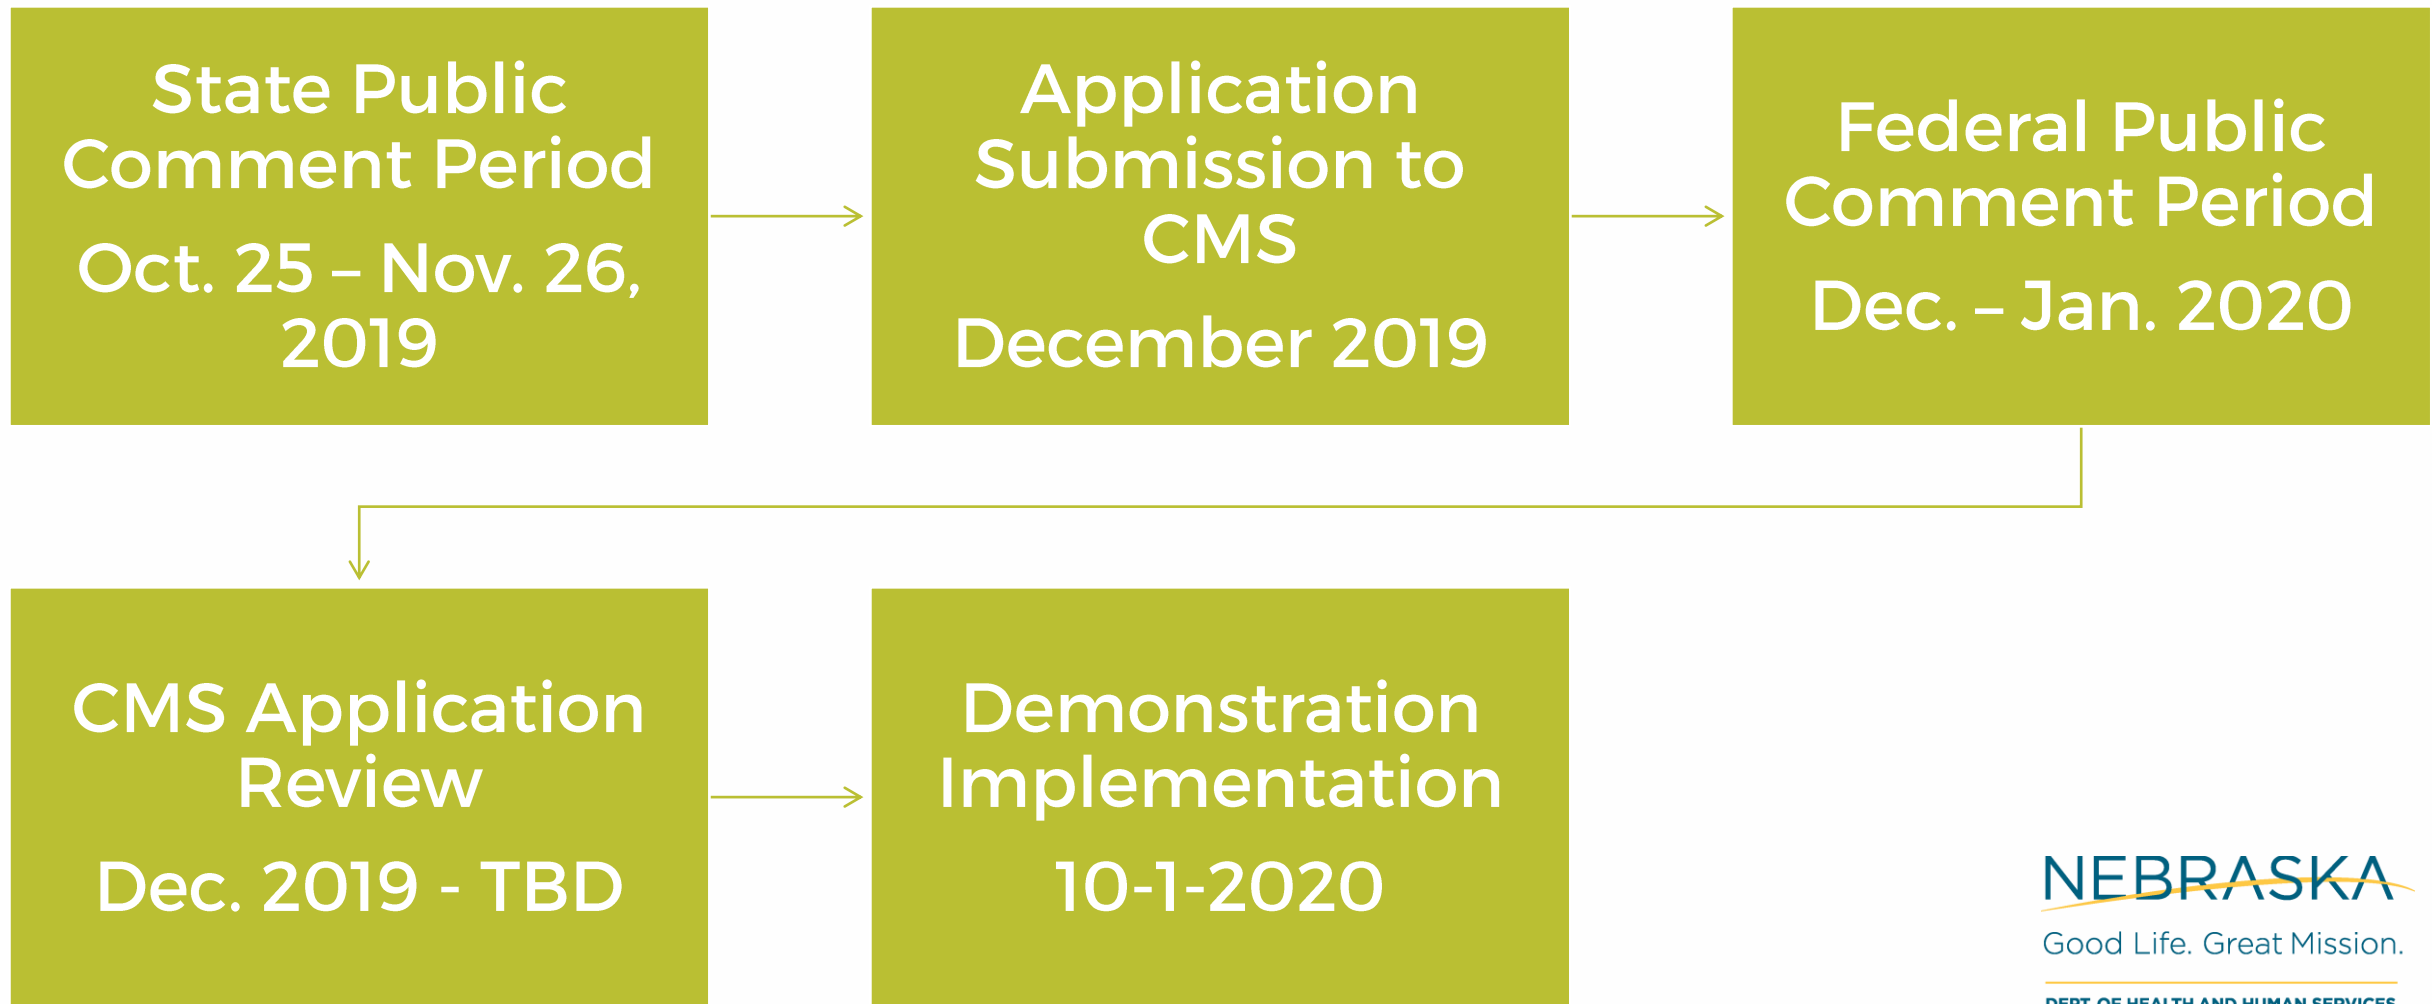 State Public
Comment Period
Oct. 25 – Nov. 26,
2019
Application
Submission to
CMS
December 2019
Federal Public
Comment Period
Dec. – Jan. 2020
CMS Application
Review
Dec. 2019 - TBD
Demonstration
Implementation
10-1-2020
NEBRASKA
Good Life. Great Mission.
DEPT. OF HEALTH AND HUMAN SERVICES